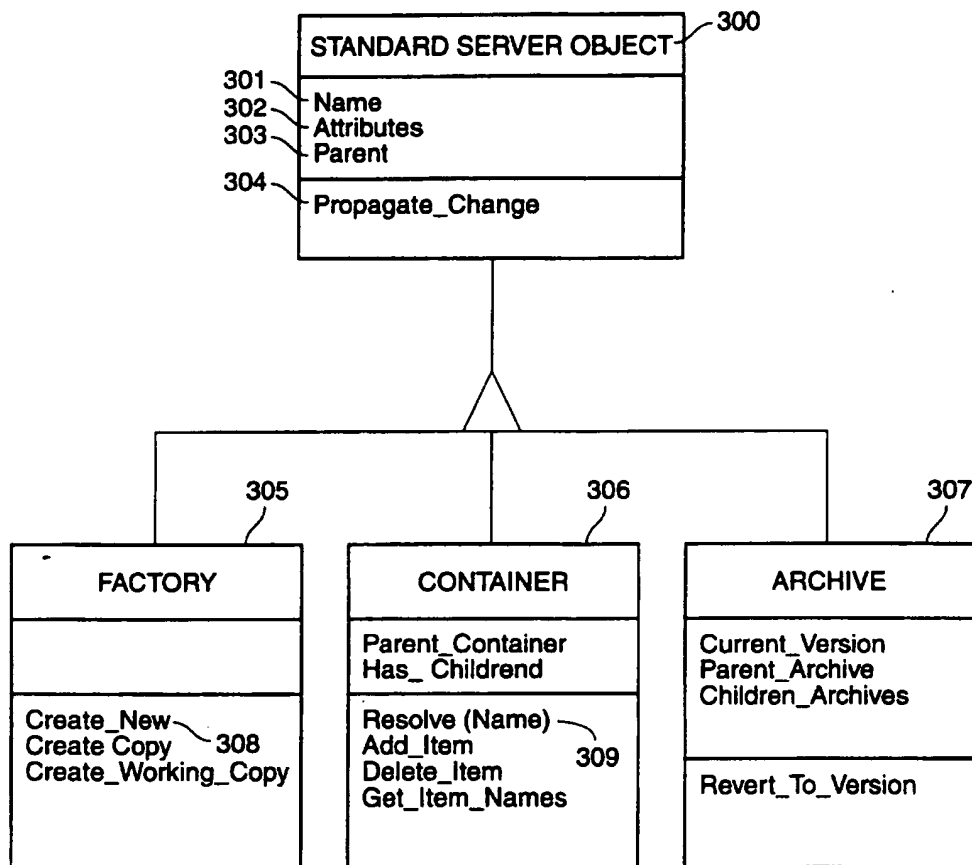 STANDARD SERVER OBJECT
300
301
Name
302
Attributes
303
Parent
304
Propagate_Change
305
306
307
FACTORY
CONTAINER
ARCHIVE
Parent_Container
Has_ Childrend
Current_Version
Parent_Archive
Children_Archives
Create_New
308
Create Copy
Create_Working_Copy
Resolve (Name)
309
Add_Item
Delete_Item
Get_Item_Names
Revert_To_Version